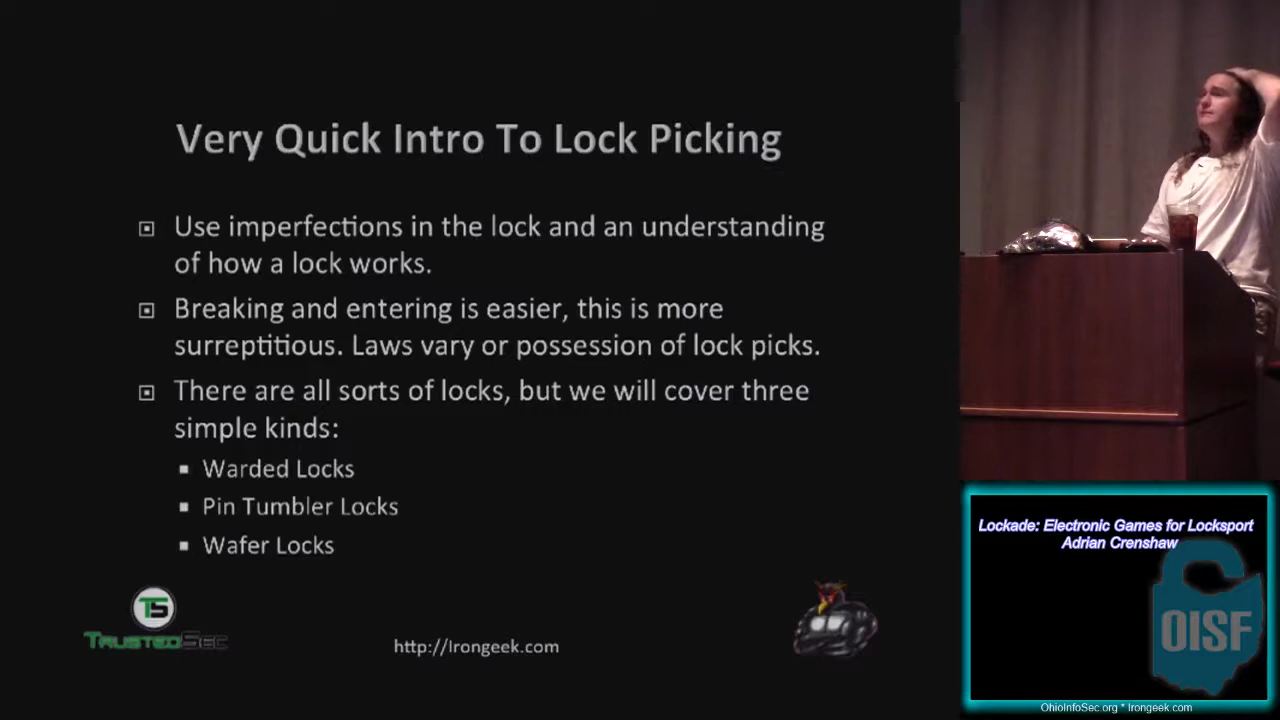 Very Quick Intro To Lock Picking
Use imperfections in the lock and an understanding
of how a lock works.
Breaking and entering is easier, this is more
surreptitious. Laws vary or possession of lock picks.
There are all sorts of locks, but we will cover three
simple kinds:
Warded Locks
Pin Tumbler Locks
Wafer Locks
TS
TrustedSec
http://Irongeek.com
Lockade: Electronic Games for Locksport
Adrian Crenshaw
OISF
OhioInfoSec.org * Irongeek.com